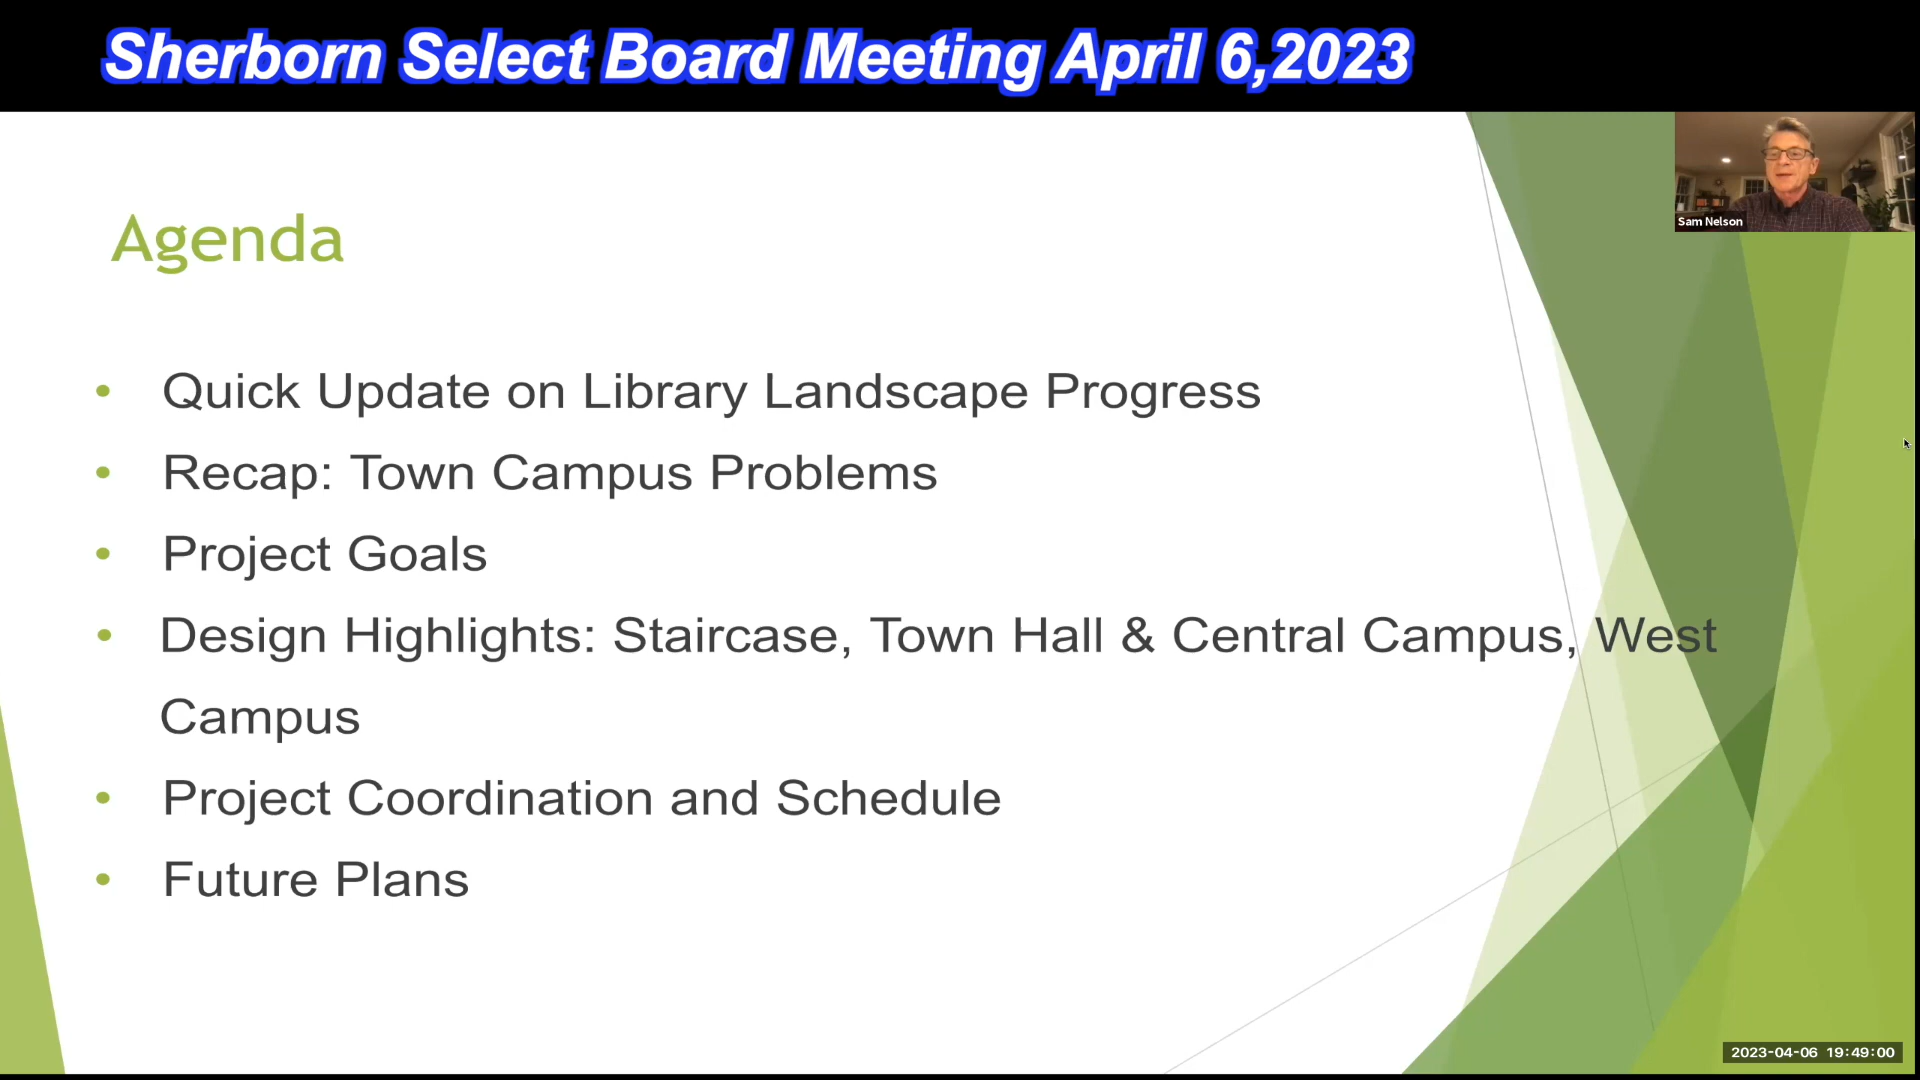 Sherborn Select Board Meeting April 6,2023
Sam Nelson
Agenda
• Quick Update on Library Landscape Progress
• Recap: Town Campus Problems
• Project Goals
• Design Highlights: Staircase, Town Hall & Central Campus, West
Campus
• Project Coordination and Schedule
• Future Plans
2023-04-06 19:49:00